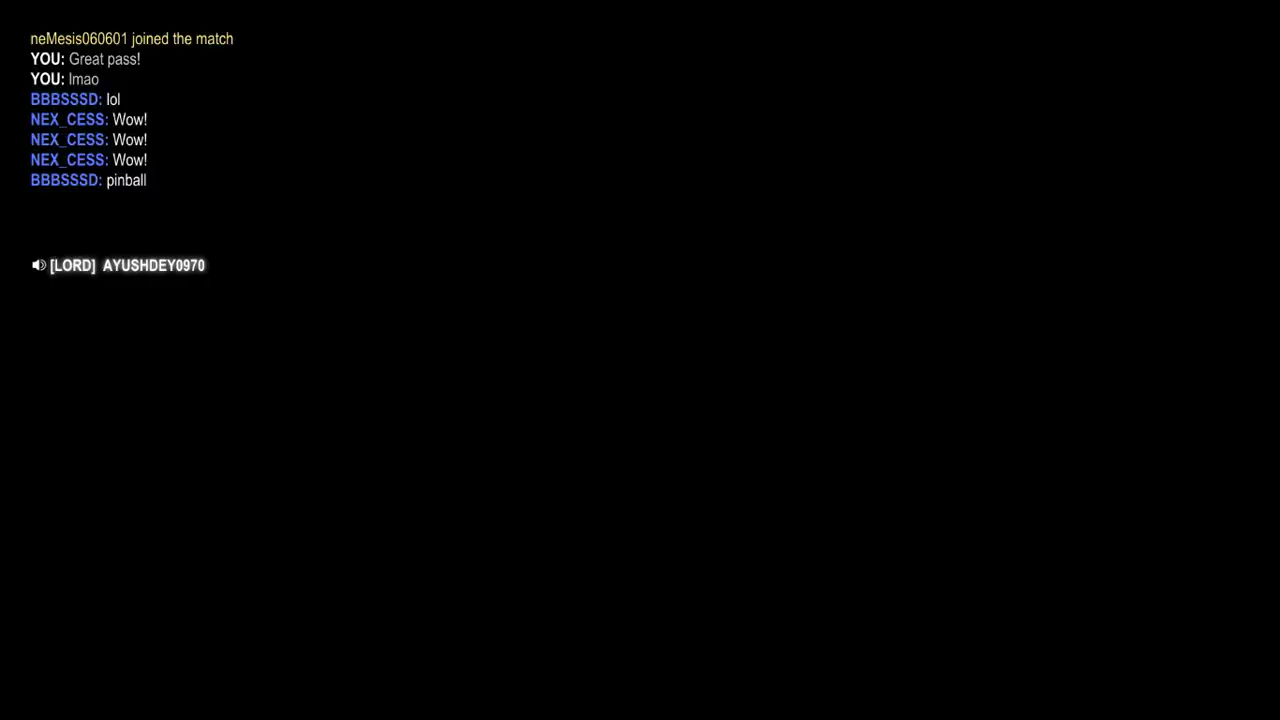 neMesis060601 joined the match
YOU: Great pass!
YOU: lmao
BBBSSSD: lol
NEX_CESS: Wow!
NEX_CESS: Wow!
NEX_CESS: Wow!
BBBSSSD: pinball
[LORD] AYUSHDEY0970